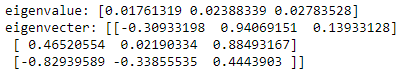 eigenvalue: [0.01761319 0.02388339 0.02783528]
eigenvecter: [[-0.30933198 0.94069151 0.13933128]
[ 0.46520554 0.02190334 0.88493167]
[-0.82939589 -0.33855535 0.4443903 ]]